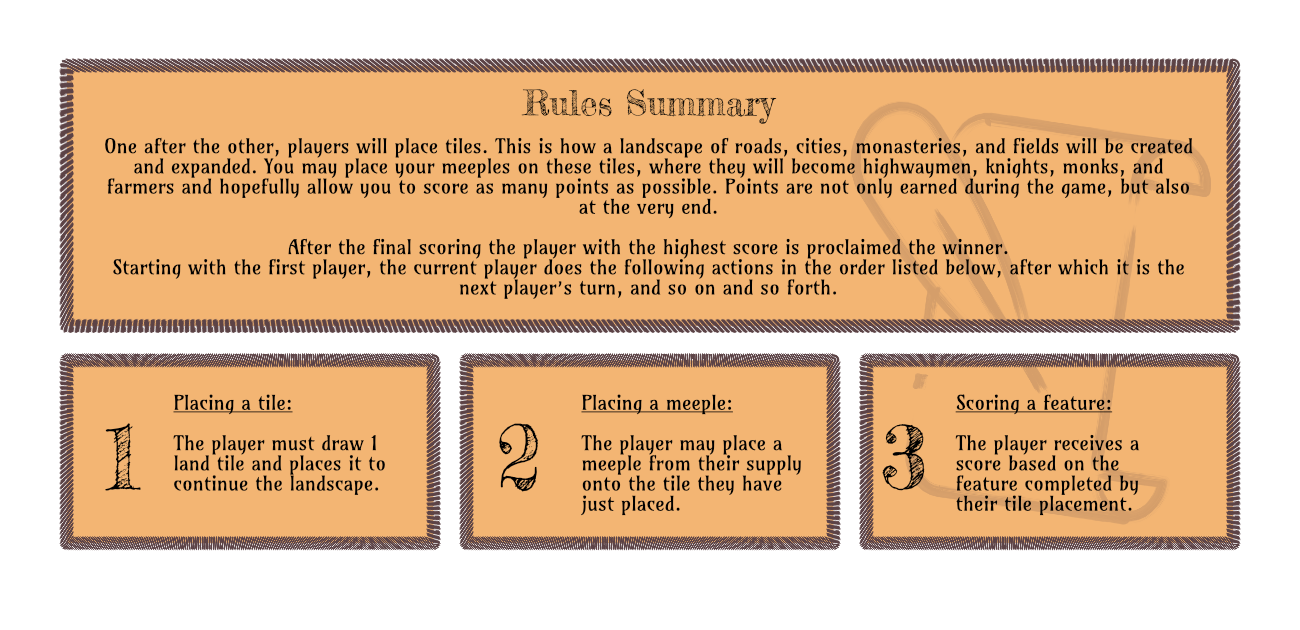 Rules Summary
One after the other, players will place tiles. This is how a landscape of roads, cities, monasteries, and fields will be created
and expanded. You may place your meeples on these tiles, where they will become highwaymen, knights, monks, and
farmers and hopefully allow you to score as many points as possible. Points are not only earned during the game, but also
at the very end.
After the final scoring the player with the highest score is proclaimed the winner.
Starting with the first player, the current player does the following actions in the order listed below, after which it is the
next player's turn, and so on and so forth.
1
Placing a tile:
The player must draw 1
land tile and places it to
continue the landscape.
2
Placing a meeple:
The player may place a
meeple from their supply
onto the tile they have
just placed.
3
Scoring a feature:
The player receives a
score based on the
feature completed by
their tile placement.